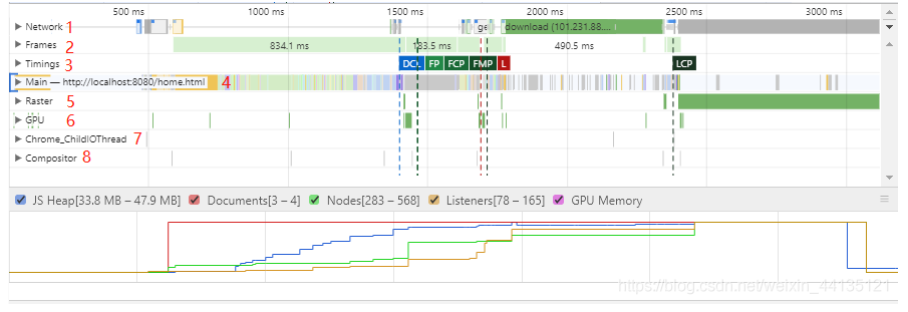 500 ms 1000 ms 1500 ms 2000 ms 2500 ms 3000 ms
Network 1 ge download (101.231.88....
Frames 2 834.1 ms 133.5 ms 490.5 ms
Timings 3 DCL FP FCP FMP L LCP
Main — http://localhost:8080/home.html 4
Raster 5
GPU 6
Chrome_ChildIOThread 7
Compositor 8
JS Heap[33.8 MB – 47.9 MB] Documents[3 – 4] Nodes[283 – 568] Listeners[78 – 165] GPU Memory
https://blog.csdn.net/weixin_44135121